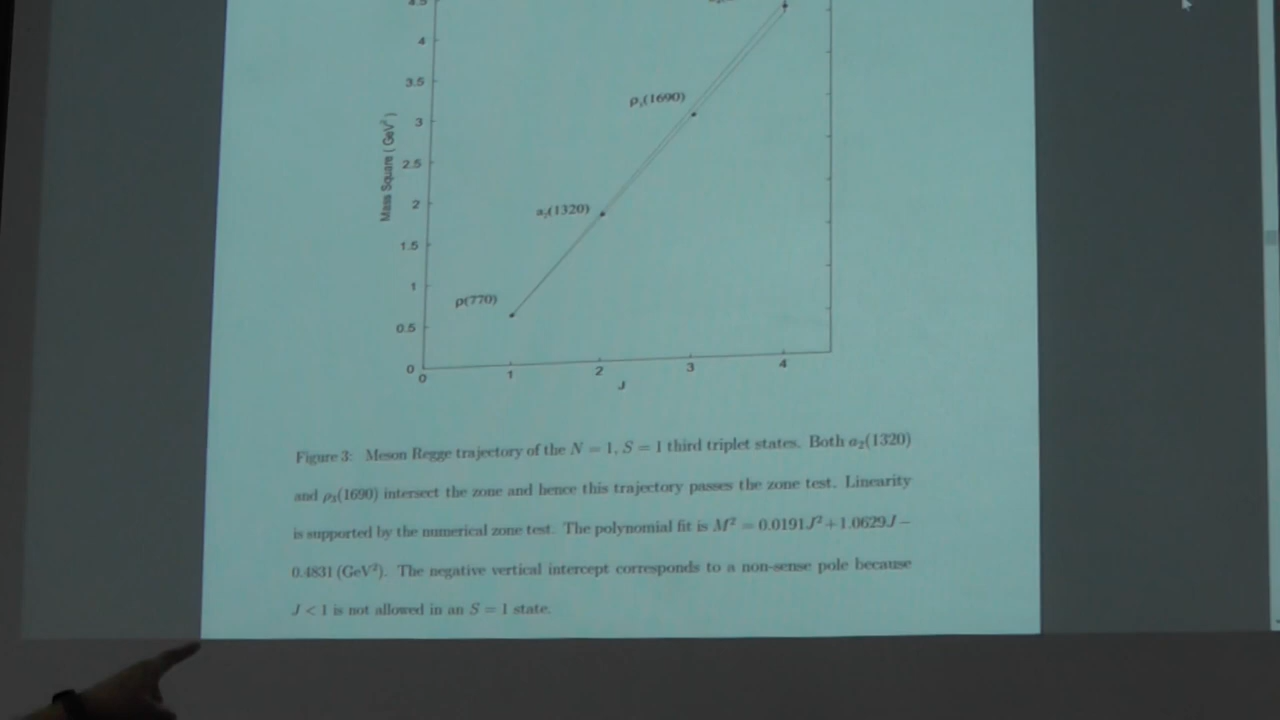 4.5
4
ρ₃(1690)
3.5
3
Mass Square ( GeV² )
2.5
a₂(1320)
2
1.5
1
ρ(770)
0.5
0
0 1 2 3 4
J
Figure 3: Meson Regge trajectory of the N = 1, S = 1 third triplet states. Both a₂(1320)
and ρ₃(1690) intersect the zone and hence this trajectory passes the zone test. Linearity
is supported by the numerical zone test. The polynomial fit is M² = 0.0191J² + 1.0629J −
0.4831 (GeV²). The negative vertical intercept corresponds to a non-sense pole because
J < 1 is not allowed in an S = 1 state.